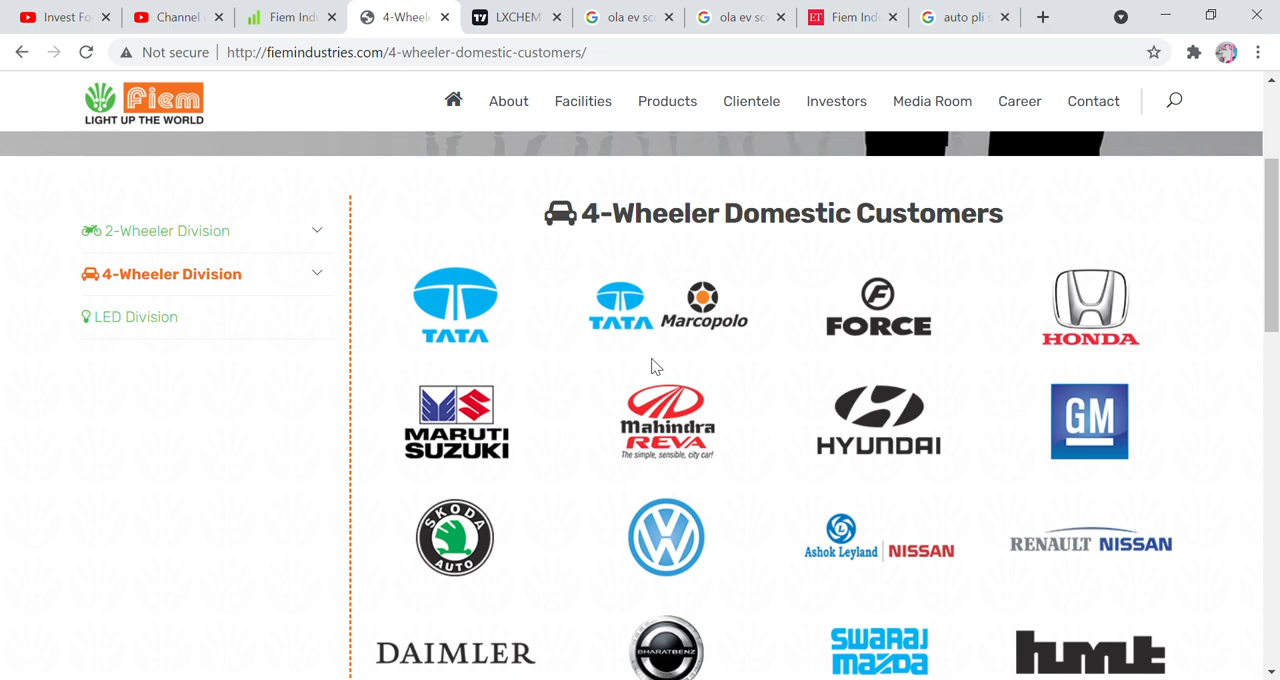 Invest Fo
Channel
Fiem Ind
4-Wheele
LXCHEM
ola ev sc
ola ev sc
ET
Fiem Ind
auto pli s
Not secure
http://fiemindustries.com/4-wheeler-domestic-customers/
Fiem
LIGHT UP THE WORLD
About
Facilities
Products
Clientele
Investors
Media Room
Career
Contact
2-Wheeler Division
4-Wheeler Division
LED Division
4-Wheeler Domestic Customers
TATA
TATA Marcopolo
FORCE
HONDA
MARUTI
SUZUKI
Mahindra
REVA
The simple, sensible, city car!
HYUNDAI
GM
SKODA
AUTO
VW
Ashok Leyland NISSAN
RENAULT NISSAN
DAIMLER
BHARATBENZ
SWARAJ
MAZDA
hmt